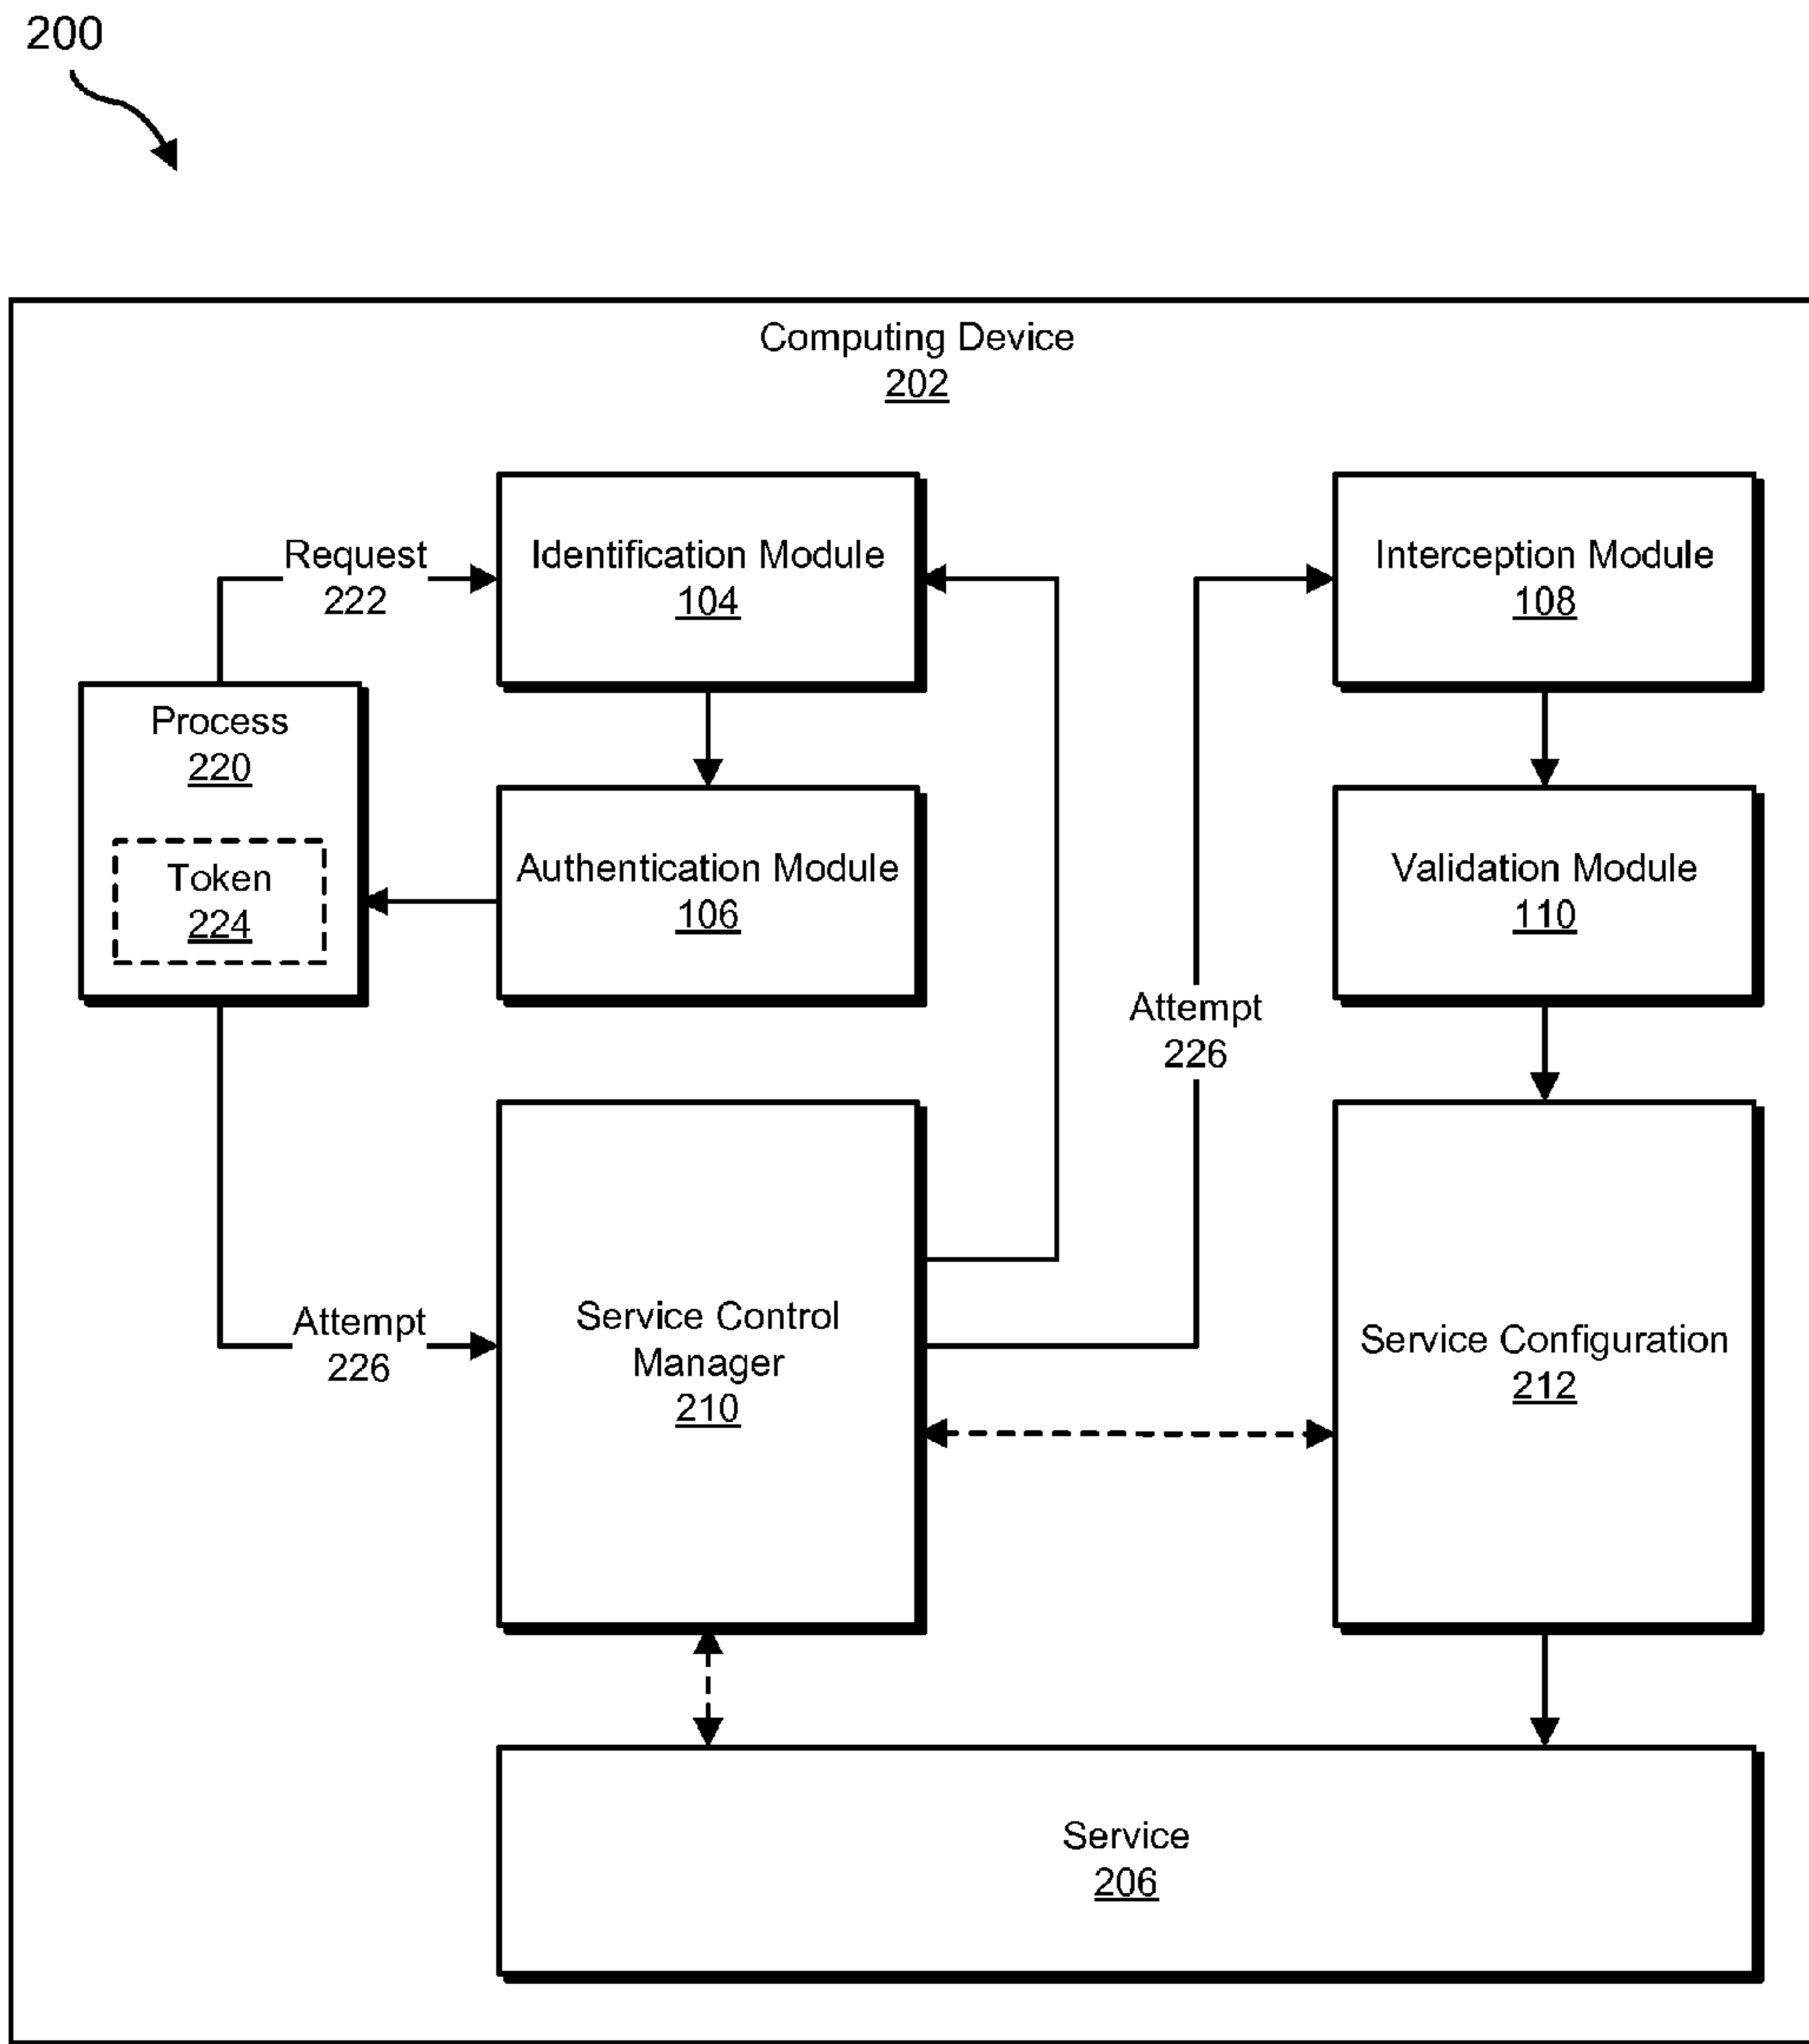 200
Computing Device
202
Request
222
Identification Module
104
Interception Module
108
Process
220
Token
224
Authentication Module
106
Validation Module
110
Attempt
226
Attempt
226
Service Control
Manager
210
Service Configuration
212
Service
206